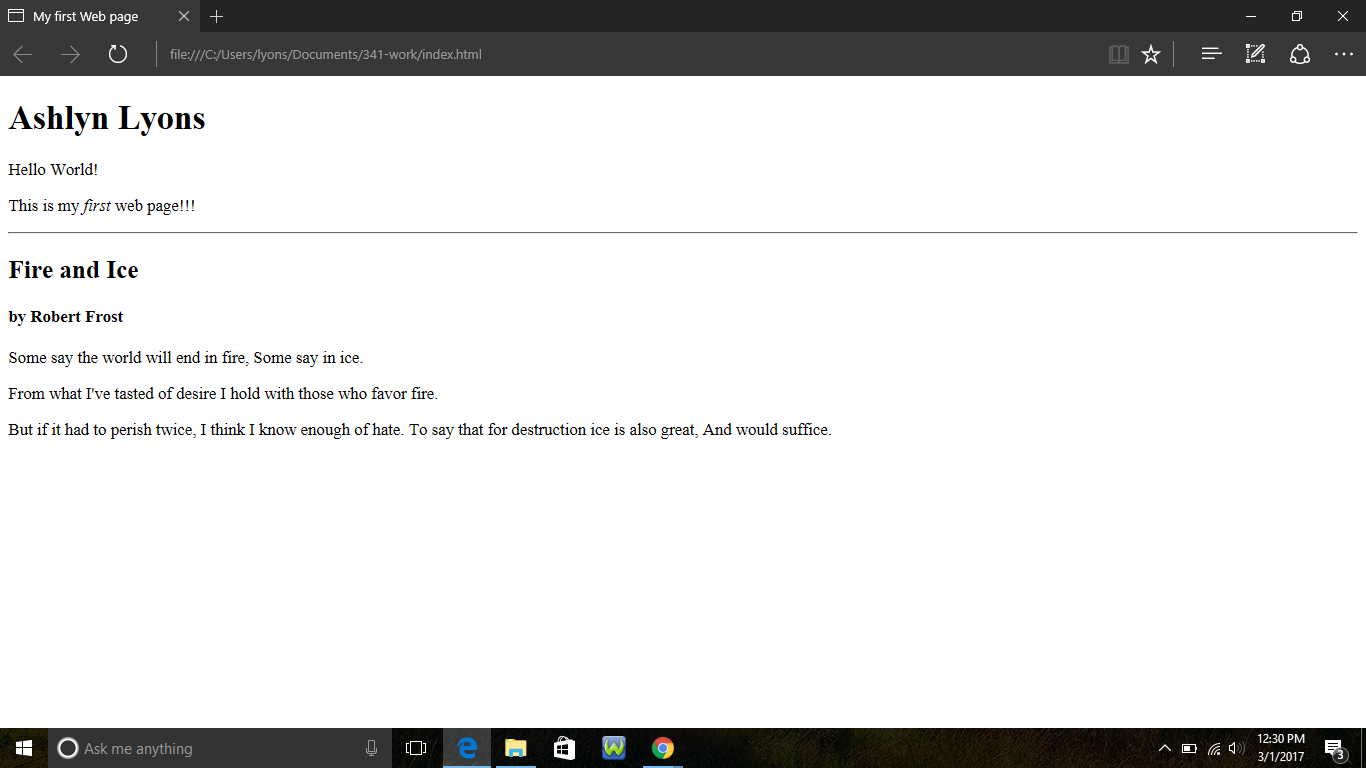 My first Web page
file:///C:/Users/lyons/Documents/341-work/index.html
Ashlyn Lyons
Hello World!
This is my first web page!!!
Fire and Ice
by Robert Frost
Some say the world will end in fire, Some say in ice.
From what I've tasted of desire I hold with those who favor fire.
But if it had to perish twice, I think I know enough of hate. To say that for destruction ice is also great, And would suffice.
Ask me anything
12:30 PM
3/1/2017
3